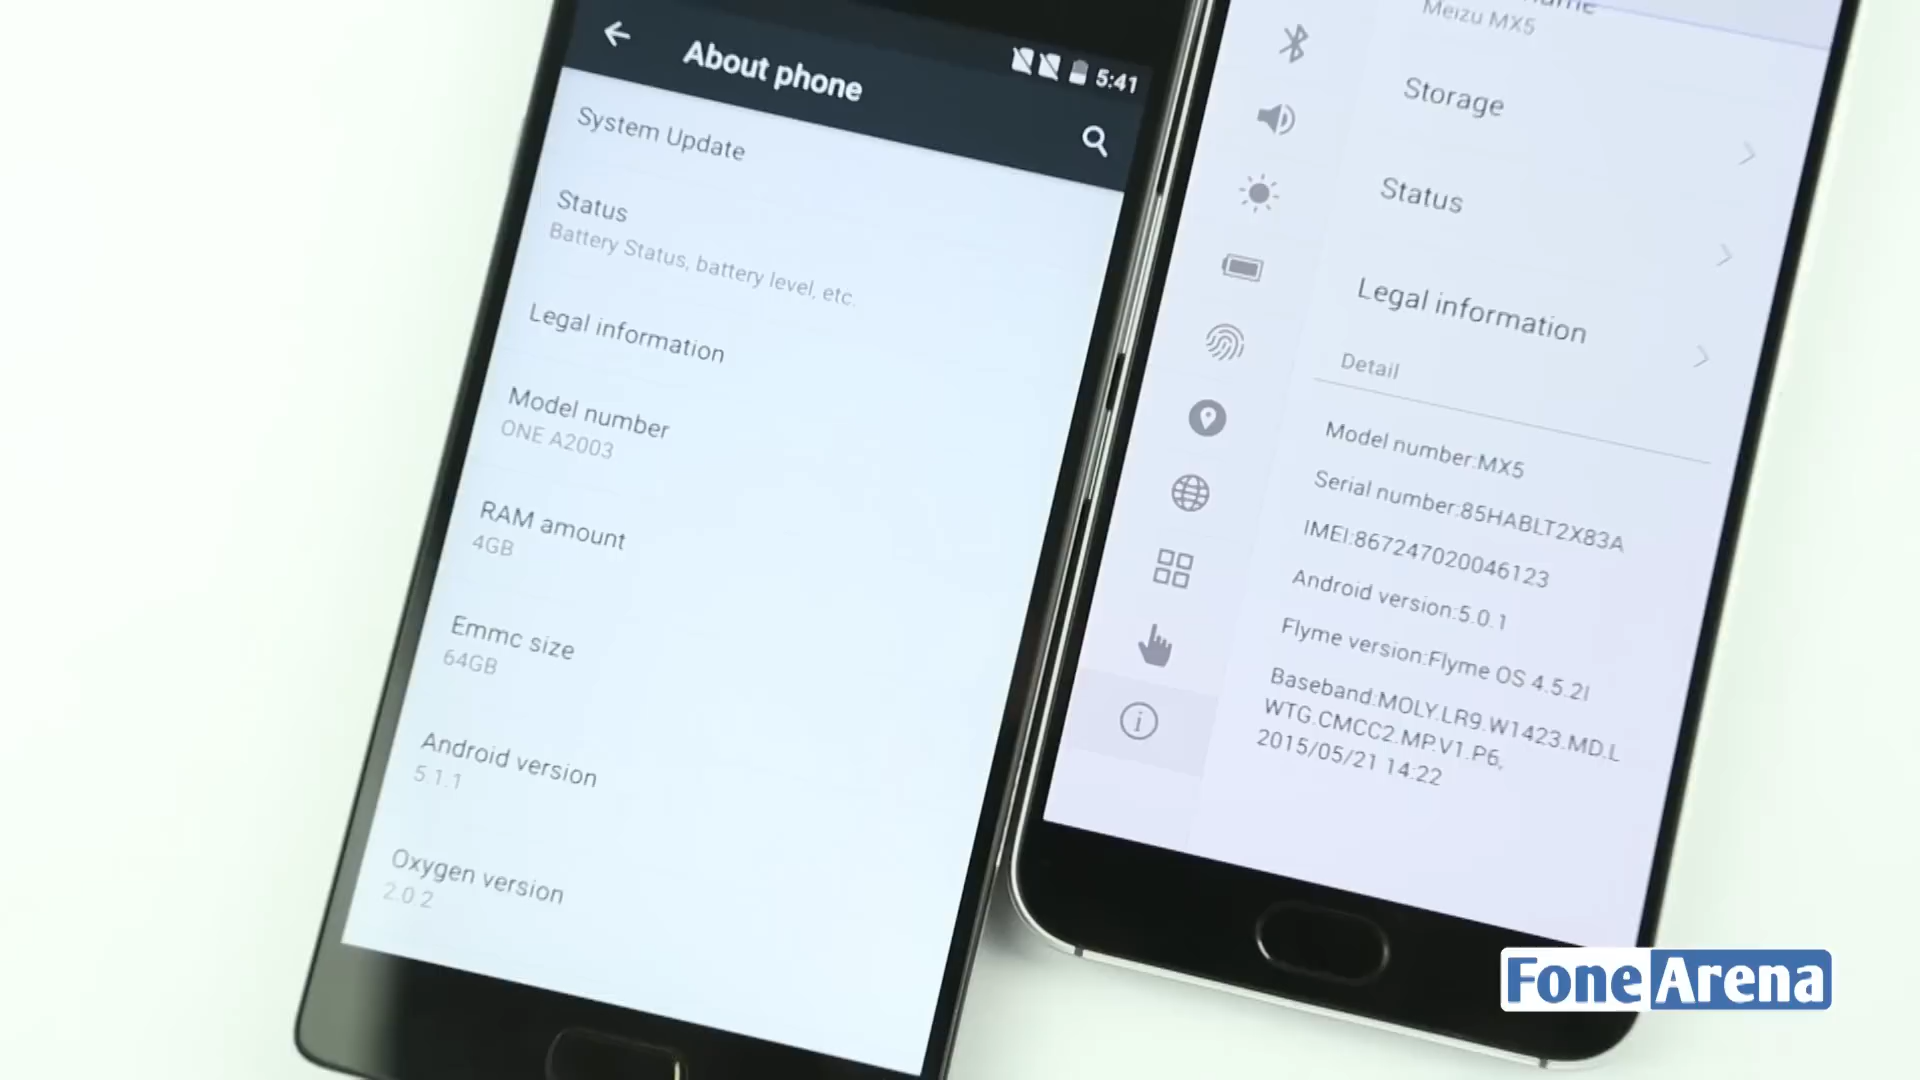 About phone
5:41
System Update
Status
Battery Status, battery level, etc.
Legal information
Model number
ONE A2003
RAM amount
4GB
Emmc size
64GB
Android version
5.1.1
Oxygen version
2.0.2
Meizu MX5
Storage
Status
Legal information
Detail
Model number:MX5
Serial number:85HABLT2X83A
IMEI:867247020046123
Android version:5.0.1
Flyme version:Flyme OS 4.5.2I
Baseband:MOLY.LR9.W1423.MD.L
WTG.CMCC2.MP.V1.P6,
2015/05/21 14:22
FoneArena